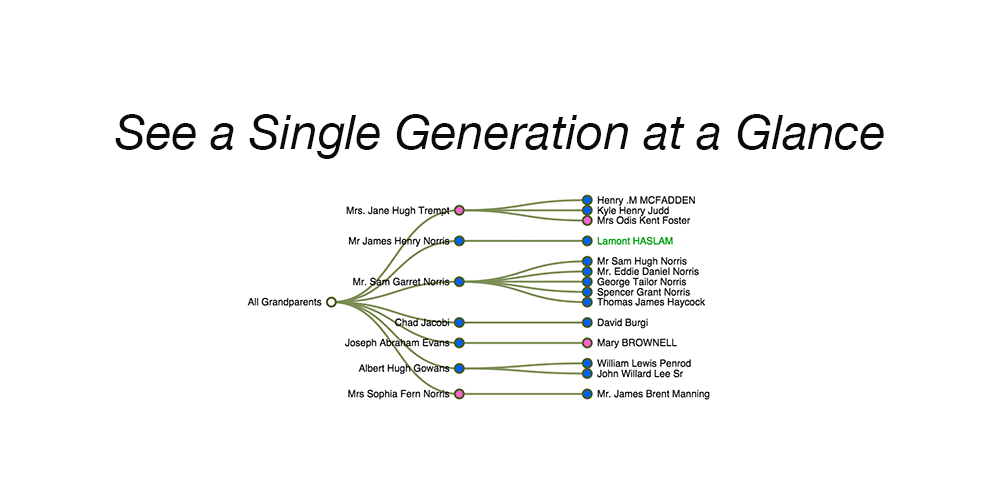 See a Single Generation at a Glance
Henry .M MCFADDEN
Mrs. Jane Hugh Trempt
Kyle Henry Judd
Mrs Odis Kent Foster
Mr James Henry Norris
Lamont HASLAM
Mr Sam Hugh Norris
Mr. Eddie Daniel Norris
Mr. Sam Garret Norris
George Tailor Norris
Spencer Grant Norris
All Grandparents
Thomas James Haycock
Chad Jacobi
David Burgi
Joseph Abraham Evans
Mary BROWNELL
William Lewis Penrod
Albert Hugh Gowans
John Willard Lee Sr
Mrs Sophia Fern Norris
Mr. James Brent Manning